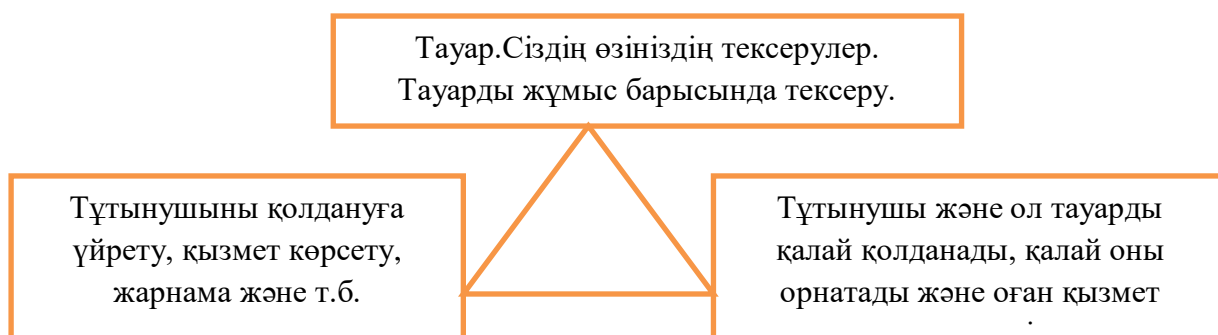 Тауар.Сіздің өзініздің тексерулер.
Тауарды жұмыс барысында тексеру.
Тұтынушыны қолдануға
үйрету, қызмет көрсету,
жарнама және т.б.
Тұтынушы және ол тауарды
қалай қолданады, қалай оны
орнатады және оған қызмет